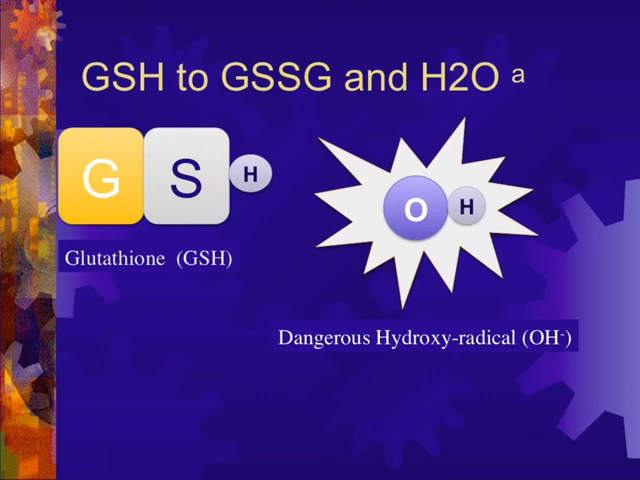 GSH to GSSG and H2O ᵃ
G S H
O H
Glutathione (GSH)
Dangerous Hydroxy-radical (OH⁻)